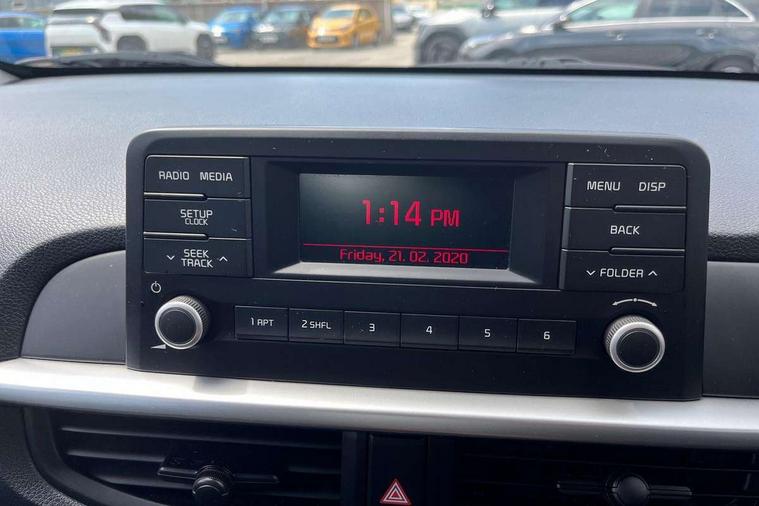 RADIO MEDIA
SETUP
CLOCK
SEEK
TRACK
1:14 PM
Friday, 21. 02. 2020
MENU DISP
BACK
FOLDER
1 RPT
2 SHFL
3
4
5
6